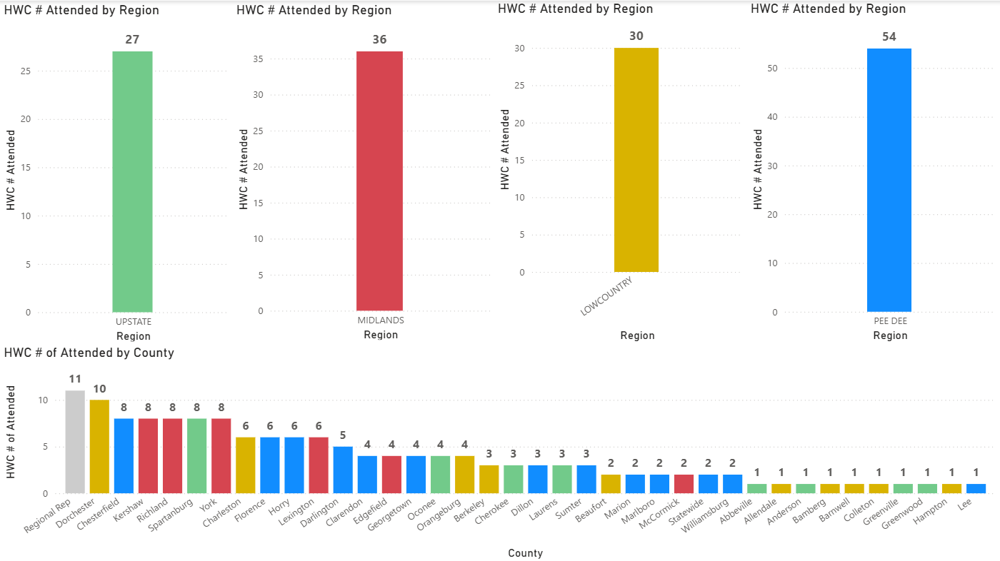 HWC # Attended by Region
27
HWC # Attended
25
20
15
10
5
0
UPSTATE
Region
HWC # Attended by Region
36
HWC # Attended
35
30
25
20
15
10
5
0
MIDLANDS
Region
HWC # Attended by Region
30
HWC # Attended
30
25
20
15
10
5
0
LOWCOUNTRY
Region
HWC # Attended by Region
54
HWC # Attended
50
40
30
20
10
0
PEE DEE
Region
HWC # of Attended by County
HWC # of Attended
10
5
0
11
10
8
8
8
8
8
6
6
6
6
5
4
4
4
4
4
3
3
3
3
3
2
2
2
2
2
2
1
1
1
1
1
1
1
1
1
1
Regional Rep
Dorchester
Chesterfield
Kershaw
Richland
Spartanburg
York
Charleston
Florence
Horry
Lexington
Darlington
Clarendon
Edgefield
Georgetown
Oconee
Orangeburg
Berkeley
Cherokee
Dillon
Laurens
Sumter
Beaufort
Marion
Marlboro
McCormick
Statewide
Williamsburg
Abbeville
Allendale
Anderson
Bamberg
Barnwell
Colleton
Greenville
Greenwood
Hampton
Lee
County